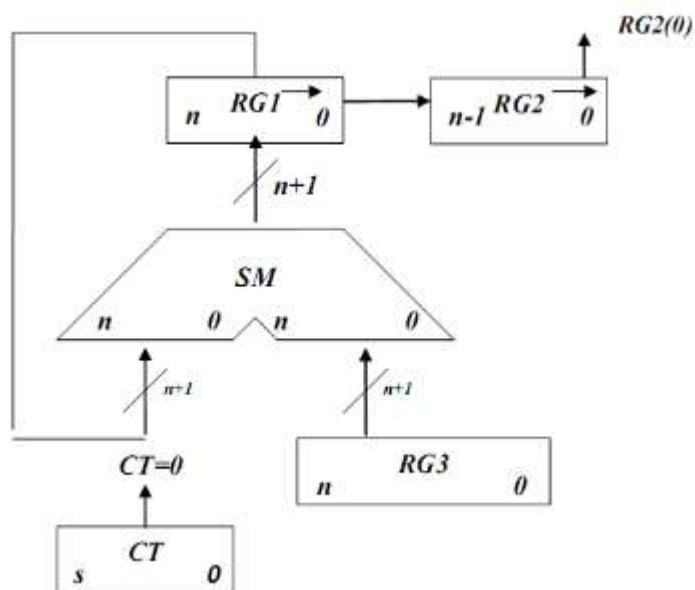 RG2(0)
RG1
n 0
RG2
n-1 0
n+1
SM
n 0 n 0
n+1
n+1
CT=0
RG3
n 0
CT
s 0